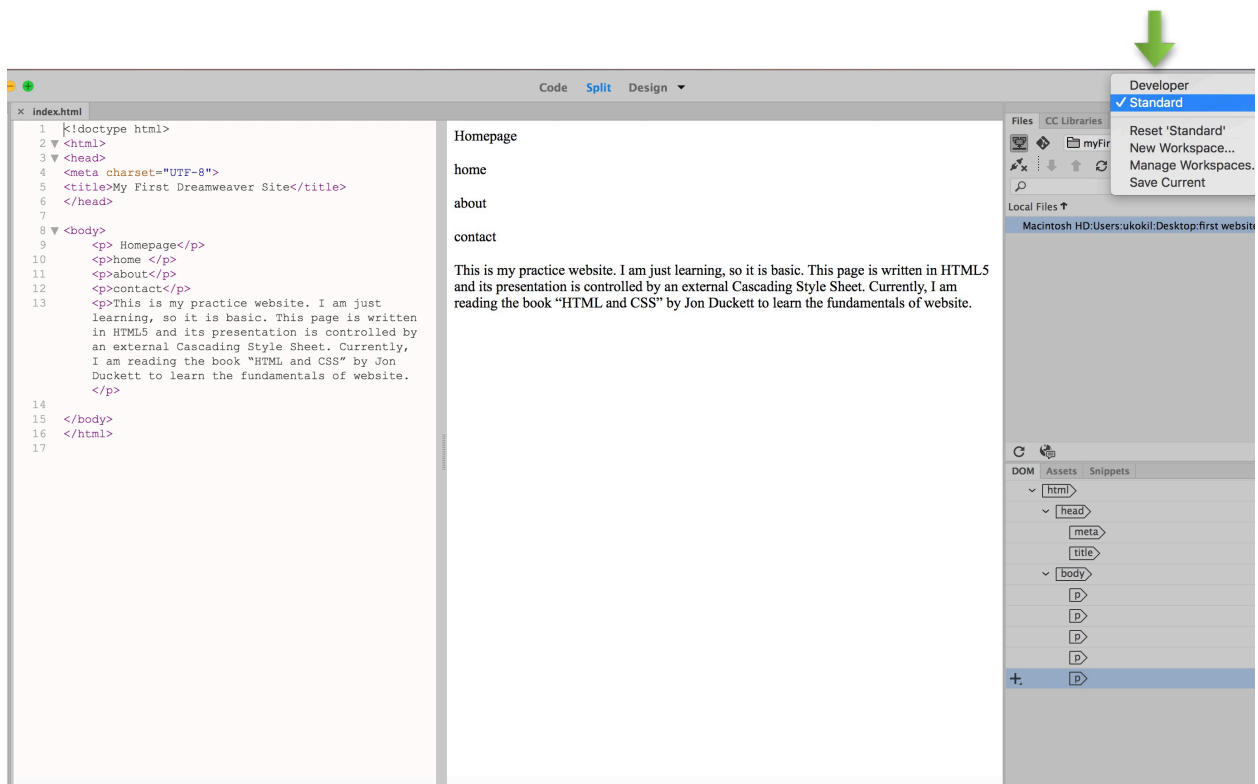 Code Split Design
Developer
✓ Standard
Reset 'Standard'
New Workspace...
Manage Workspaces.
Save Current
× index.html
1 <!doctype html>
2 <html>
3 <head>
4 <meta charset="UTF-8">
5 <title>My First Dreamweaver Site</title>
6 </head>
7
8 <body>
9 <p> Homepage</p>
10 <p>home </p>
11 <p>about</p>
12 <p>contact</p>
13 <p>This is my practice website. I am just
learning, so it is basic. This page is written
in HTML5 and its presentation is controlled by
an external Cascading Style Sheet. Currently,
I am reading the book “HTML and CSS” by Jon
Duckett to learn the fundamentals of website.
</p>
14
15 </body>
16 </html>
17
Homepage
home
about
contact
This is my practice website. I am just learning, so it is basic. This page is written in HTML5
and its presentation is controlled by an external Cascading Style Sheet. Currently, I am
reading the book “HTML and CSS” by Jon Duckett to learn the fundamentals of website.
Files CC Libraries
myFir
Local Files
Macintosh HD:Users:ukokil:Desktop:first website
DOM Assets Snippets
html
head
meta
title
body
p
p
p
p
p